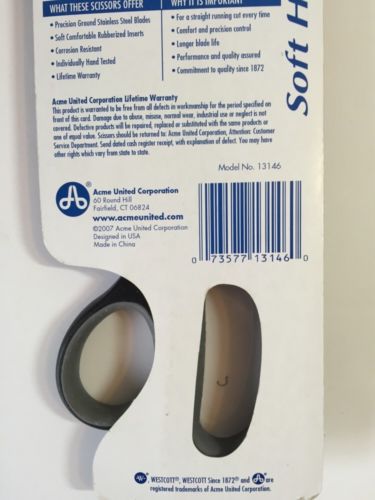 WHAT THESE SCISSORS OFFER
• Precision Ground Stainless Steel Blades
• Soft Comfortable Rubberized Inserts
• Corrosion Resistant
• Individually Hand Tested
• Lifetime Warranty
WHY IT IS IMPORTANT
• For a straight running cut every time
• Comfort and precision control
• Longer blade life
• Performance and quality assured
• Commitment to quality since 1872
Soft H
Acme United Corporation Lifetime Warranty
This product is warranted to be free from all defects in workmanship for the period specified on
front of this card. Damage due to abuse, misuse, normal wear, industrial use or neglect is not
covered. Defective products will be repaired, replaced or substituted with the same products or
one of equal value. Scissors should be returned to: Acme United Corporation, Attention: Customer
Service Department. Send dated cash register receipt, with explanation of defect. You may have
other rights which vary from state to state.
Model No. 13146
®
Acme United Corporation
60 Round Hill
Fairfield, CT 06824
www.acmeunited.com
©2007 Acme United Corporation
Designed in USA
Made in China
0 73577 13146 0
W, WESTCOTT®, WESTCOTT Since 1872® and are
registered trademarks of Acme United Corporation.